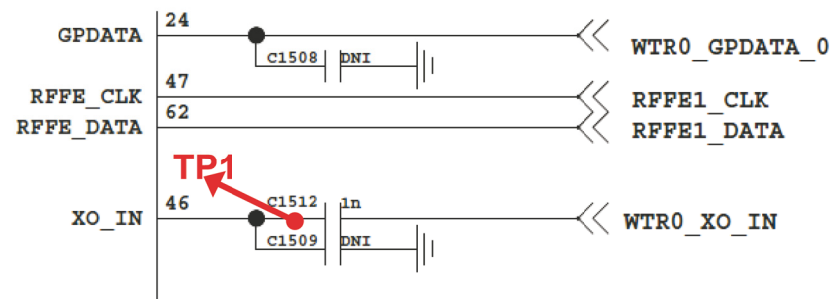 GPDATA 24 C1508 DNI WTR0_GPDATA_0
RFFE_CLK 47 RFFE1_CLK
RFFE_DATA 62 RFFE1_DATA
TP1
XO_IN 46 C1512 1n WTR0_XO_IN
C1509 DNI